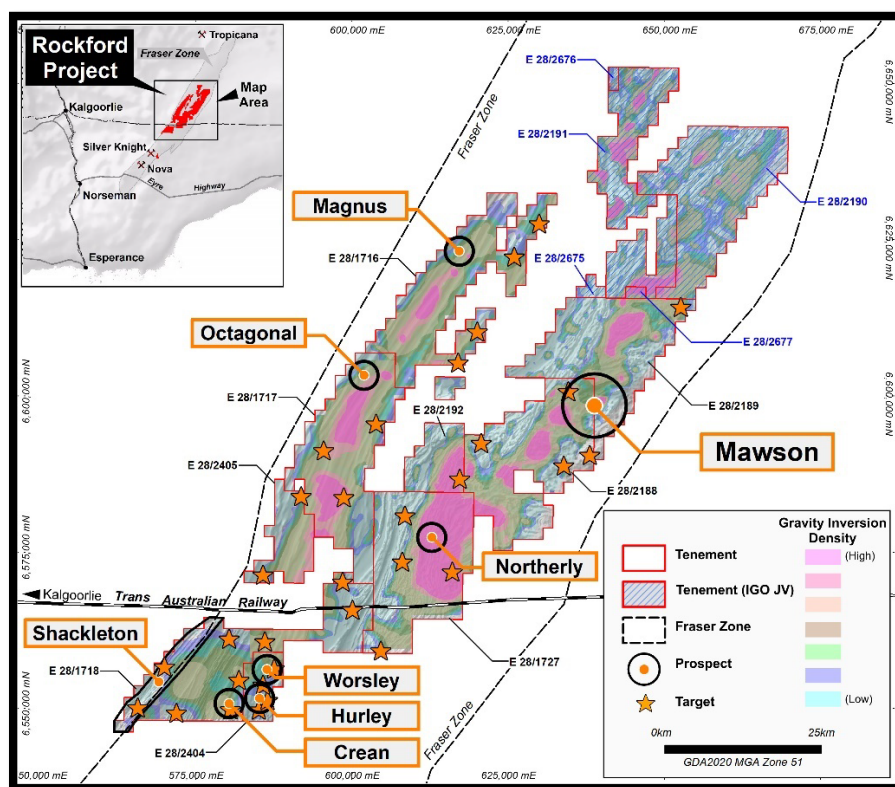 600,000 mE
625,000 mE
650,000 mE
675,000 mE
Tropicana
Fraser Zone
Rockford
Project
Map
Area
Kalgoorlie
Silver Knight
Nova
Eyre
Highway
Norseman
Esperance
Fraser Zone
E 28/2676
6,650,000 mN
E 28/2191
E 28/2190
Magnus
E 28/1716
6,625,000 mN
E 28/2675
Octagonal
E 28/2677
6,600,000 mN
6,600,000 mN
E 28/1717
E 28/2192
E 28/2189
Mawson
E 28/2405
E 28/2188
6,575,000 mN
Northerly
Kalgoorlie
Trans Australian Railway
Shackleton
E 28/1718
Worsley
E 28/1727
Hurley
Crean
6,550,000 mN
E 28/2404
Fraser Zone
50,000 mE
575,000 mE
600,000 mE
625,000 mE
Gravity Inversion
Density
Tenement
(High)
Tenement (IGO JV)
Fraser Zone
Prospect
Target
(Low)
0km
25km
GDA2020 MGA Zone 51